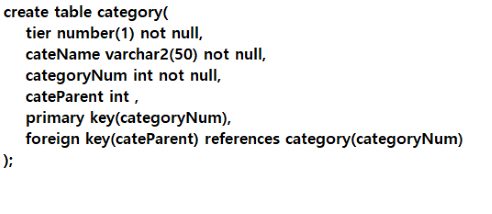 create table category(
tier number(1) not null,
cateName varchar2(50) not null,
categoryNum int not null,
cateParent int ,
primary key(categoryNum),
foreign key(cateParent) references category(categoryNum)
);